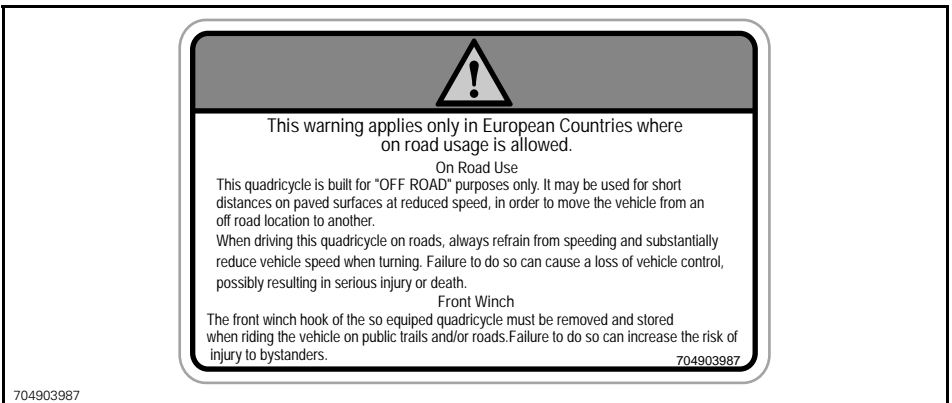 This warning applies only in European Countries where
on road usage is allowed.
On Road Use
This quadricycle is built for "OFF ROAD" purposes only. It may be used for short
distances on paved surfaces at reduced speed, in order to move the vehicle from an
off road location to another.
When driving this quadricycle on roads, always refrain from speeding and substantially
reduce vehicle speed when turning. Failure to do so can cause a loss of vehicle control,
possibly resulting in serious injury or death.
Front Winch
The front winch hook of the so equiped quadricycle must be removed and stored
when riding the vehicle on public trails and/or roads.Failure to do so can increase the risk of
injury to bystanders.
704903987
704903987